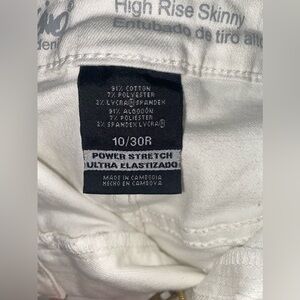 High Rise Skinny
Entubado de tiro alto
91% COTTON
7% POLYESTER
2% LYCRA® SPANDEX
91% ALGODÓN
7% POLIESTER
2% SPANDEX LYCRA®
10/30R
POWER STRETCH
ULTRA ELASTIZADO
MADE IN CAMBODIA
HECHO EN CAMBOYA